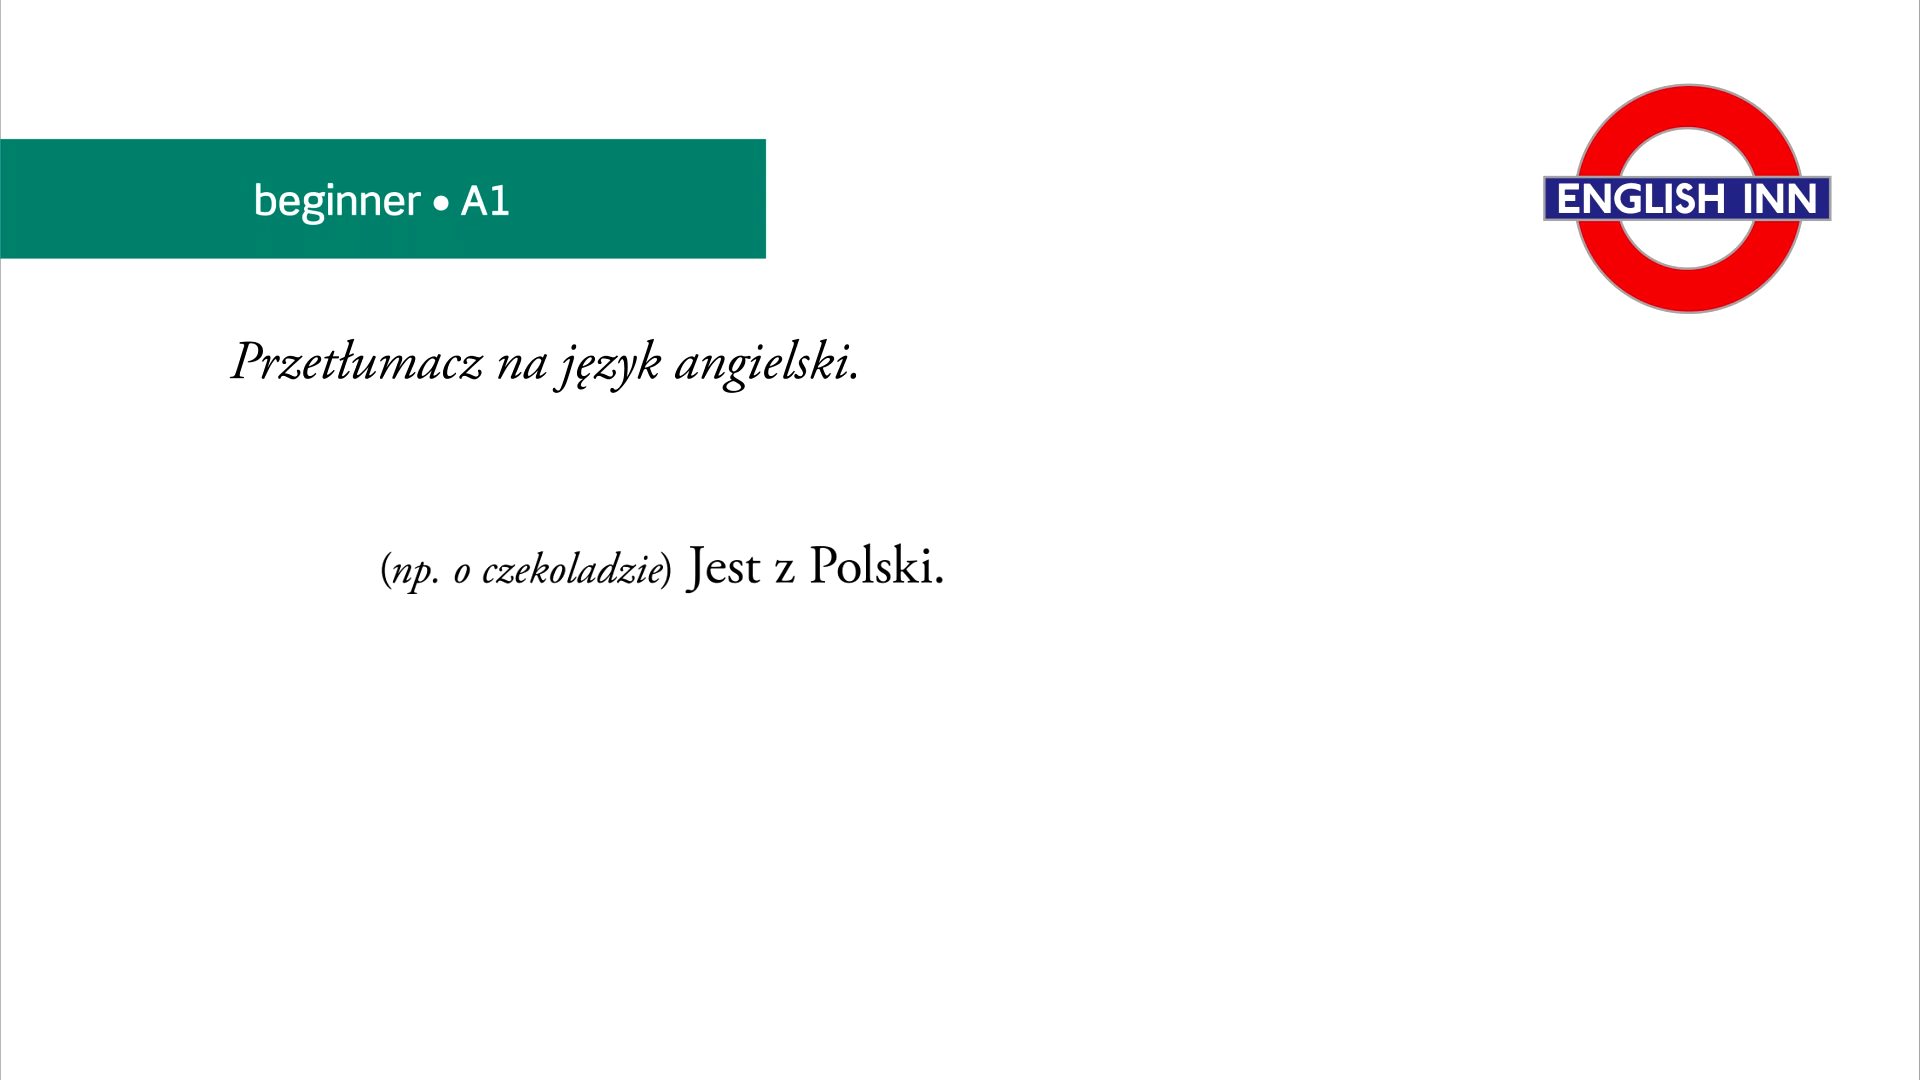 beginner • A1
ENGLISH INN
Przetłumacz na język angielski.
(np. o czekoladzie) Jest z Polski.